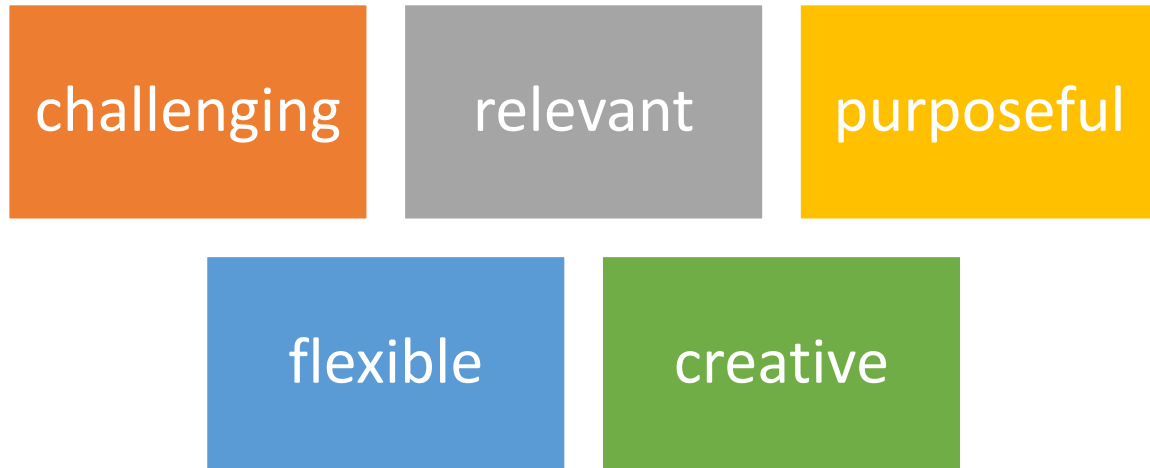 challenging
relevant
purposeful
flexible
creative